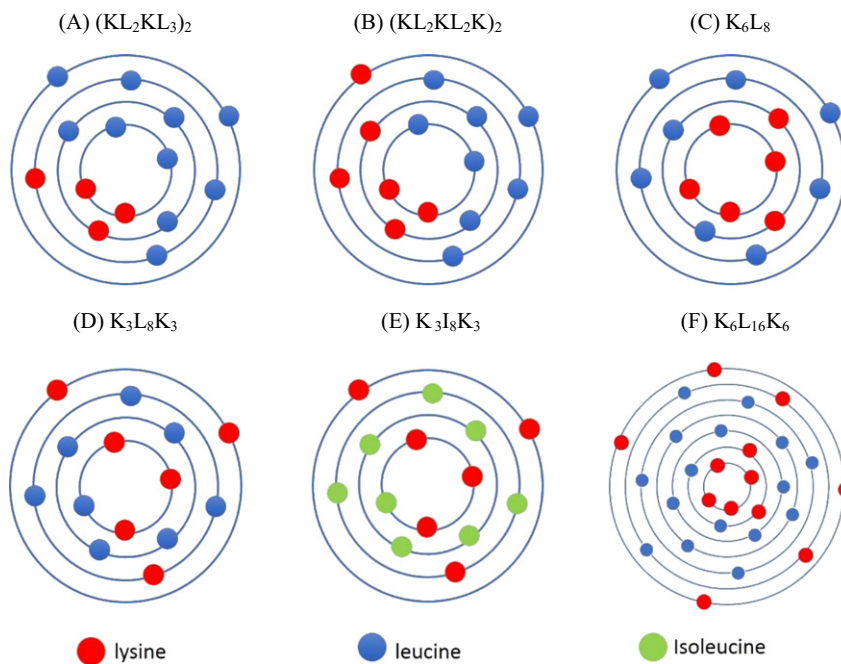 (A) (KL₂KL₃)₂
(B) (KL₂KL₂K)₂
(C) K₆L₈
(D) K₃L₈K₃
(E) K₃I₈K₃
(F) K₆L₁₆K₆
lysine
leucine
Isoleucine